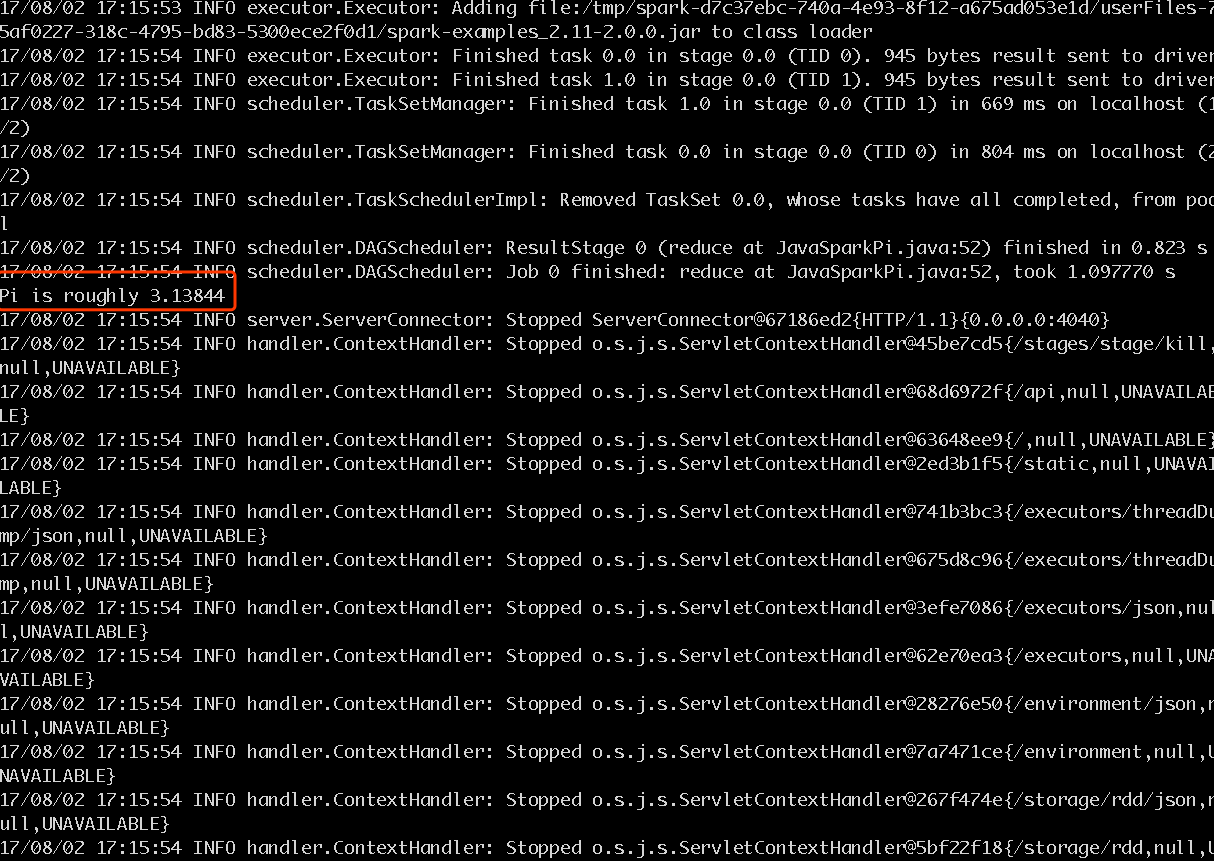 17/08/02 17:15:53 INFO executor.Executor: Adding file:/tmp/spark-d7c37ebc-740a-4e93-8f12-a675ad053e1d/userFiles-7
5af0227-318c-4795-bd83-5300ece2f0d1/spark-examples_2.11-2.0.0.jar to class loader
17/08/02 17:15:54 INFO executor.Executor: Finished task 0.0 in stage 0.0 (TID 0). 945 bytes result sent to driver
17/08/02 17:15:54 INFO executor.Executor: Finished task 1.0 in stage 0.0 (TID 1). 945 bytes result sent to driver
17/08/02 17:15:54 INFO scheduler.TaskSetManager: Finished task 1.0 in stage 0.0 (TID 1) in 669 ms on localhost (1
/2)
17/08/02 17:15:54 INFO scheduler.TaskSetManager: Finished task 0.0 in stage 0.0 (TID 0) in 804 ms on localhost (2
/2)
17/08/02 17:15:54 INFO scheduler.TaskSchedulerImpl: Removed TaskSet 0.0, whose tasks have all completed, from poo
l
17/08/02 17:15:54 INFO scheduler.DAGScheduler: ResultStage 0 (reduce at JavaSparkPi.java:52) finished in 0.823 s
17/08/02 17:15:54 INFO scheduler.DAGScheduler: Job 0 finished: reduce at JavaSparkPi.java:52, took 1.097770 s
Pi is roughly 3.13844
17/08/02 17:15:54 INFO server.ServerConnector: Stopped ServerConnector@67186ed2{HTTP/1.1}{0.0.0.0:4040}
17/08/02 17:15:54 INFO handler.ContextHandler: Stopped o.s.j.s.ServletContextHandler@45be7cd5{/stages/stage/kill,
null,UNAVAILABLE}
17/08/02 17:15:54 INFO handler.ContextHandler: Stopped o.s.j.s.ServletContextHandler@68d6972f{/api,null,UNAVAILAB
LE}
17/08/02 17:15:54 INFO handler.ContextHandler: Stopped o.s.j.s.ServletContextHandler@63648ee9{/,null,UNAVAILABLE}
17/08/02 17:15:54 INFO handler.ContextHandler: Stopped o.s.j.s.ServletContextHandler@2ed3b1f5{/static,null,UNAVAI
LABLE}
17/08/02 17:15:54 INFO handler.ContextHandler: Stopped o.s.j.s.ServletContextHandler@741b3bc3{/executors/threadDu
mp/json,null,UNAVAILABLE}
17/08/02 17:15:54 INFO handler.ContextHandler: Stopped o.s.j.s.ServletContextHandler@675d8c96{/executors/threadDu
mp,null,UNAVAILABLE}
17/08/02 17:15:54 INFO handler.ContextHandler: Stopped o.s.j.s.ServletContextHandler@3efe7086{/executors/json,nul
l,UNAVAILABLE}
17/08/02 17:15:54 INFO handler.ContextHandler: Stopped o.s.j.s.ServletContextHandler@62e70ea3{/executors,null,UNA
VAILABLE}
17/08/02 17:15:54 INFO handler.ContextHandler: Stopped o.s.j.s.ServletContextHandler@28276e50{/environment/json,n
ull,UNAVAILABLE}
17/08/02 17:15:54 INFO handler.ContextHandler: Stopped o.s.j.s.ServletContextHandler@7a7471ce{/environment,null,U
NAVAILABLE}
17/08/02 17:15:54 INFO handler.ContextHandler: Stopped o.s.j.s.ServletContextHandler@267f474e{/storage/rdd/json,n
ull,UNAVAILABLE}
17/08/02 17:15:54 INFO handler.ContextHandler: Stopped o.s.j.s.ServletContextHandler@5bf22f18{/storage/rdd,null,U